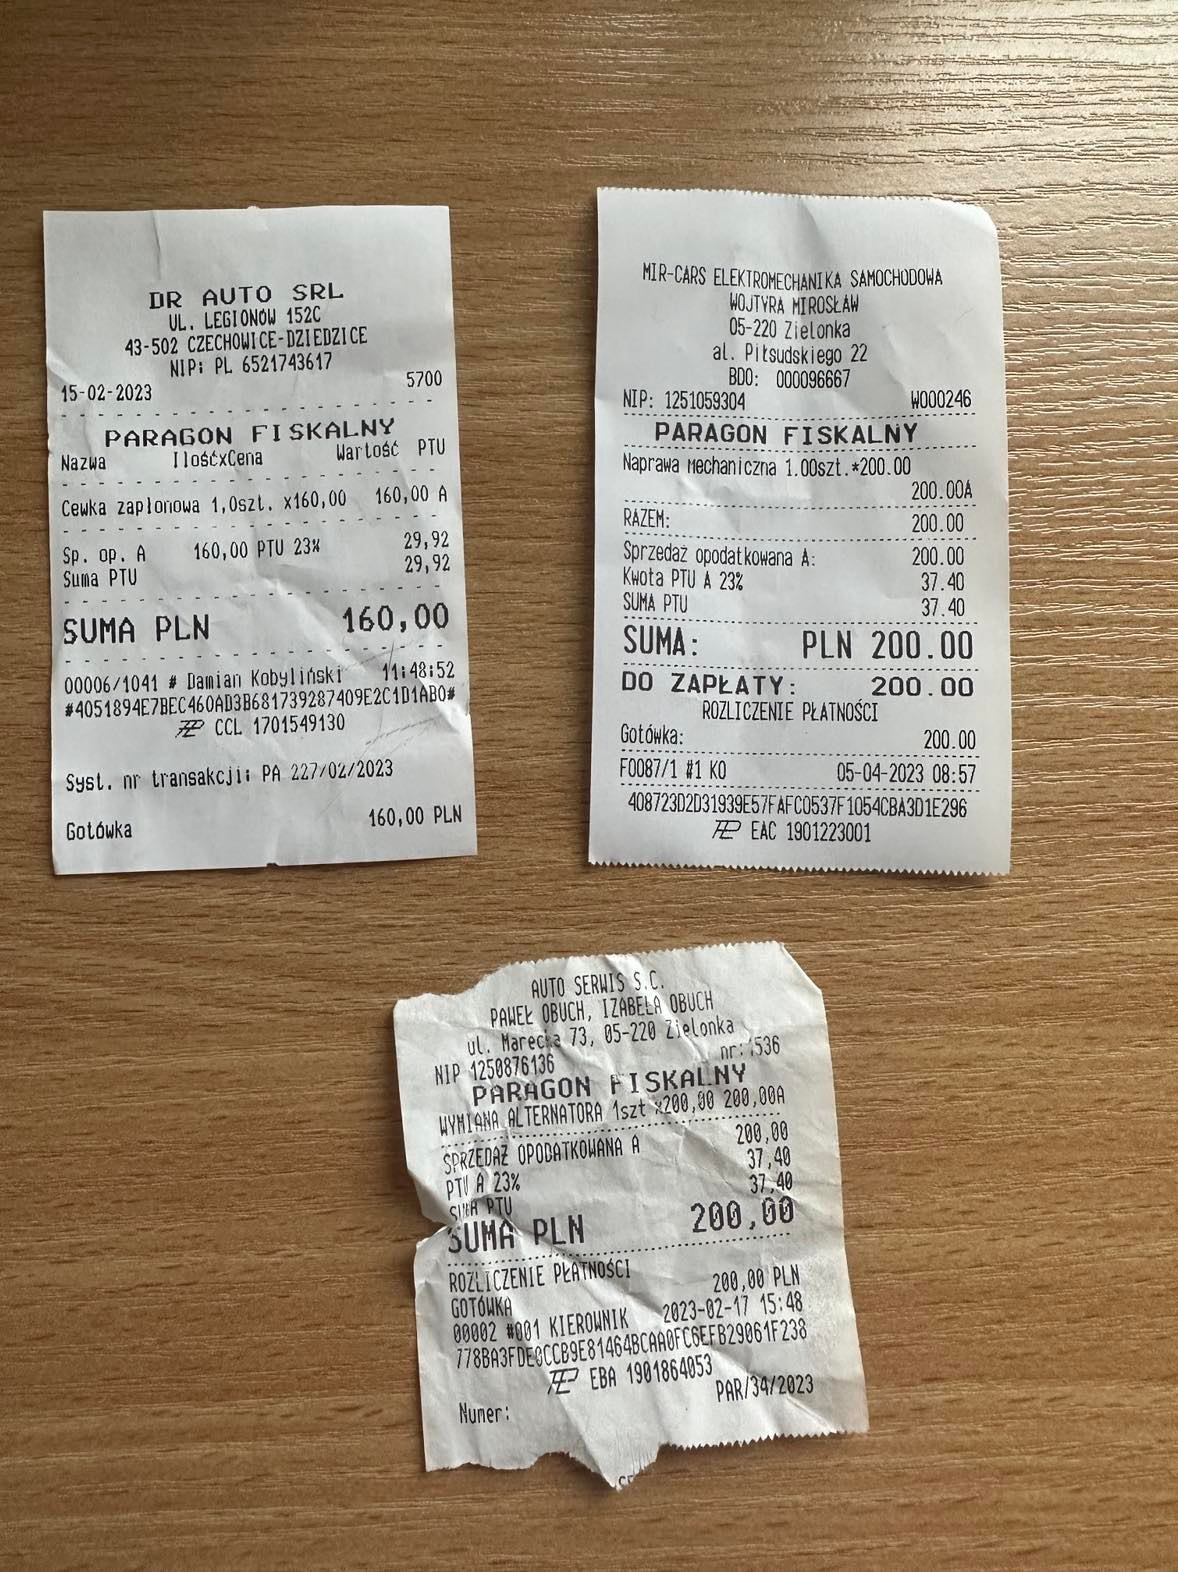 DR AUTO SRL
UL. LEGIONÓW 152C
43-502 CZECHOWICE-DZIEDZICE
NIP: PL 6521743617
15-02-2023 5700
PARAGON FISKALNY
Nazwa IlośćxCena Wartość PTU
Cewka zapłonowa 1,0szt. x160,00 160,00 A
Sp. op. A 160,00 PTU 23% 29,92
Suma PTU 29,92
SUMA PLN 160,00
00006/1041 # Damian Kobyliński 11:48:52
#4051894E7BEC460AD3B681739287409E2C1D1AB0#
CCL 1701549130
Syst. nr transakcji: PA 227/02/2023
Gotówka 160,00 PLN
MIR-CARS ELEKTROMECHANIKA SAMOCHODOWA
WOJTYRA MIROSŁAW
05-220 Zielonka
al. Piłsudskiego 22
BDO: 000096667
NIP: 1251059304 W000246
PARAGON FISKALNY
Naprawa mechaniczna 1.00szt.*200.00
200.00A
RAZEM: 200.00
Sprzedaż opodatkowana A: 200.00
Kwota PTU A 23% 37.40
SUMA PTU 37.40
SUMA: PLN 200.00
DO ZAPŁATY: 200.00
ROZLICZENIE PŁATNOŚCI
Gotówka: 200.00
F0087/1 #1 KO 05-04-2023 08:57
408723D2D31939E57FAFC0537F1054CBA3D1E296
EAC 1901223001
AUTO SERWIS S.C.
PAWEŁ OBUCH, IZABELA OBUCH
ul. Marecka 73, 05-220 Zielonka
NIP 1250876136 nr:1536
PARAGON FISKALNY
WYMIANA ALTERNATORA 1szt x200,00 200,00A
SPRZEDAŻ OPODATKOWANA A 200,00
PTU A 23% 37,40
SUMA PTU 37,40
SUMA PLN 200,00
ROZLICZENIE PŁATNOŚCI
GOTÓWKA 200,00 PLN
00002 #001 KIEROWNIK 2023-02-17 15:48
778BA3FDE0CCB9E81464BCAA0FC6EFB29061F238
EBA 1901864053
Numer: PAR/34/2023